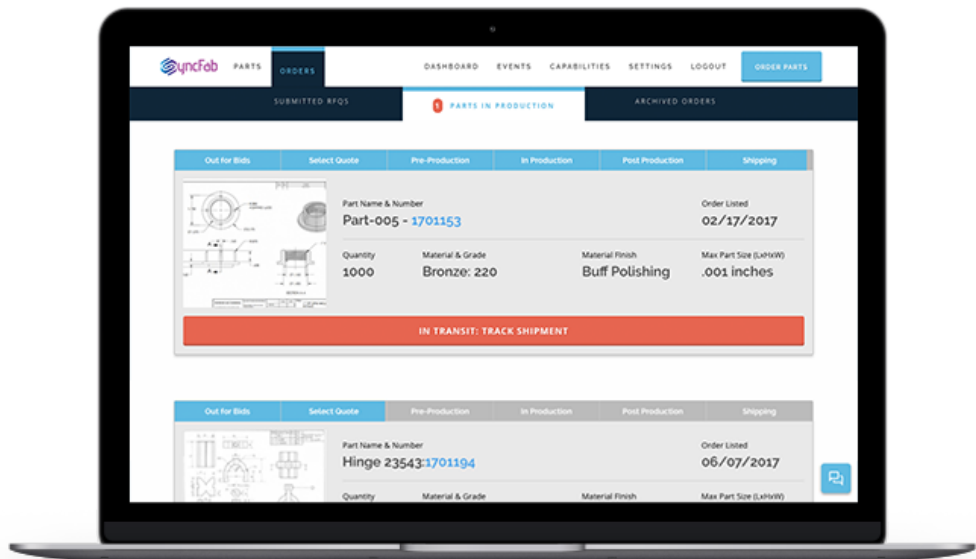 SyncFab PARTS ORDERS DASHBOARD EVENTS CAPABILITIES SETTINGS LOGOUT ORDER PARTS
SUBMITTED RFQS 1 PARTS IN PRODUCTION ARCHIVED ORDERS
Out for Bids Select Quote Pre-Production In Production Post Production Shipping
Part Name & Number Order Listed
Part-005 - 1701153 02/17/2017
Quantity Material & Grade Material Finish Max Part Size (LxHxW)
1000 Bronze: 220 Buff Polishing .001 inches
IN TRANSIT: TRACK SHIPMENT
Out for Bids Select Quote Pre-Production In Production Post Production Shipping
Part Name & Number Order Listed
Hinge 23543:1701194 06/07/2017
Quantity Material & Grade Material Finish Max Part Size (LxHxW)